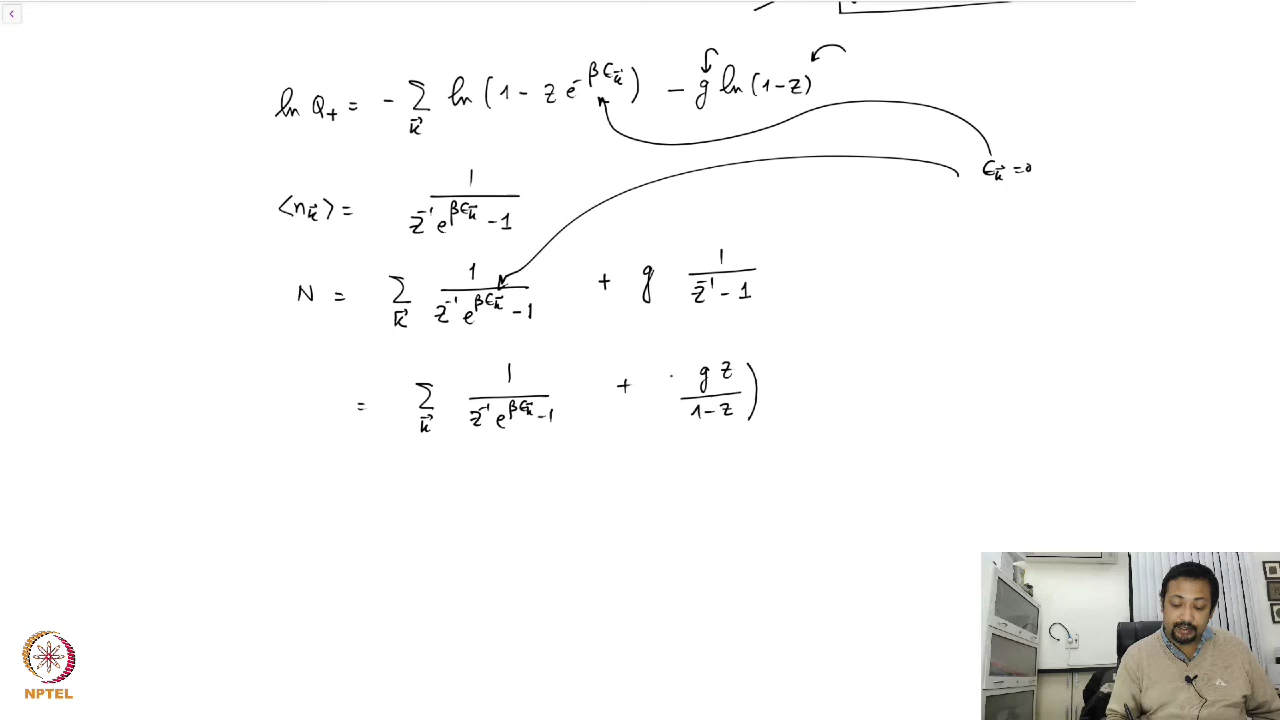 ln Q₊ = - Σ_k⃗ ln (1 - z e^{-βϵ_k⃗}) - g ln (1-z)
ϵ_k⃗ = 0
⟨n_k⃗⟩ = 1 / (z⁻¹ e^{βϵ_k⃗} - 1)
N = Σ_k⃗ 1 / (z⁻¹ e^{βϵ_k⃗} - 1) + g 1 / (z⁻¹ - 1)
= Σ_k⃗ 1 / (z⁻¹ e^{βϵ_k⃗} - 1) + g z / (1 - z) )
NPTEL